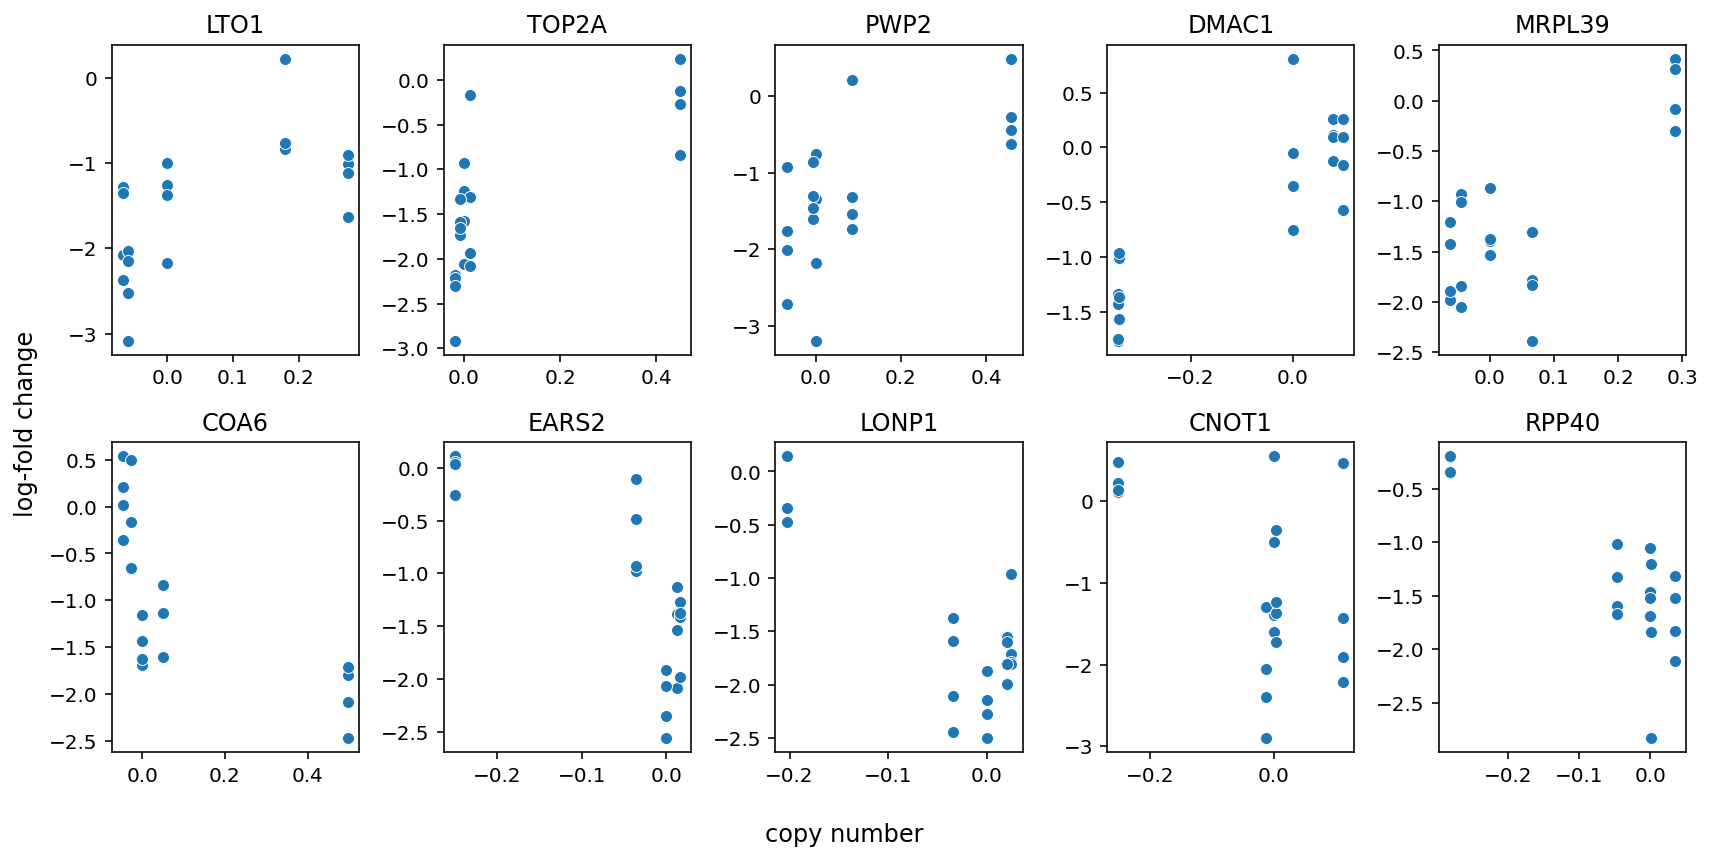 LTO1 TOP2A PWP2 DMAC1 MRPL39
0 −1 −2 −3
0.0 0.1 0.2
0.0 −0.5 −1.0 −1.5 −2.0 −2.5 −3.0
0.0 0.2 0.4
0 −1 −2 −3
0.0 0.2 0.4
0.5 0.0 −0.5 −1.0 −1.5
−0.2 0.0
0.5 0.0 −0.5 −1.0 −1.5 −2.0 −2.5
0.0 0.1 0.2 0.3
log-fold change
COA6 EARS2 LONP1 CNOT1 RPP40
0.5 0.0 −0.5 −1.0 −1.5 −2.0 −2.5
0.0 0.2 0.4
0.0 −0.5 −1.0 −1.5 −2.0 −2.5
−0.2 −0.1 0.0
0.0 −0.5 −1.0 −1.5 −2.0 −2.5
−0.2 −0.1 0.0
0 −1 −2 −3
−0.2 0.0
−0.5 −1.0 −1.5 −2.0 −2.5
−0.2 −0.1 0.0
copy number